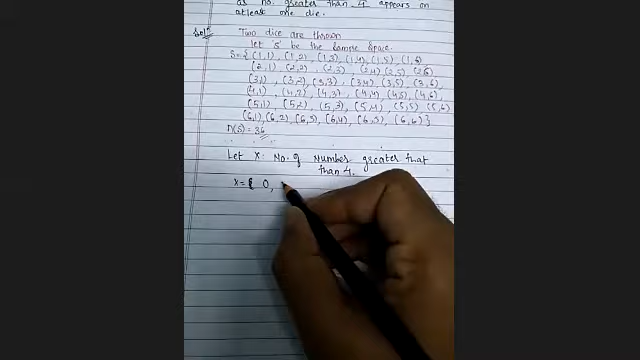 as no. greater than 4 appears on
atleast one die.
Soln Two dice are thrown
let 's' be the sample space.
S = { (1,1), (1,2), (1,3), (1,4), (1,5), (1,6)
(2,1), (2,2), (2,3), (2,4) (2,5), (2,6)
(3,1), (3,2), (3,3), (3,4) (3,5), (3,6)
(4,1), (4,2), (4,3), (4,4), (4,5), (4,6)
(5,1), (5,2), (5,3), (5,4), (5,5), (5,6)
(6,1), (6,2), (6,3), (6,4), (6,5), (6,6) }
n(s) = 36
Let X: No. of Number greater that
than 4.
X = { 0,